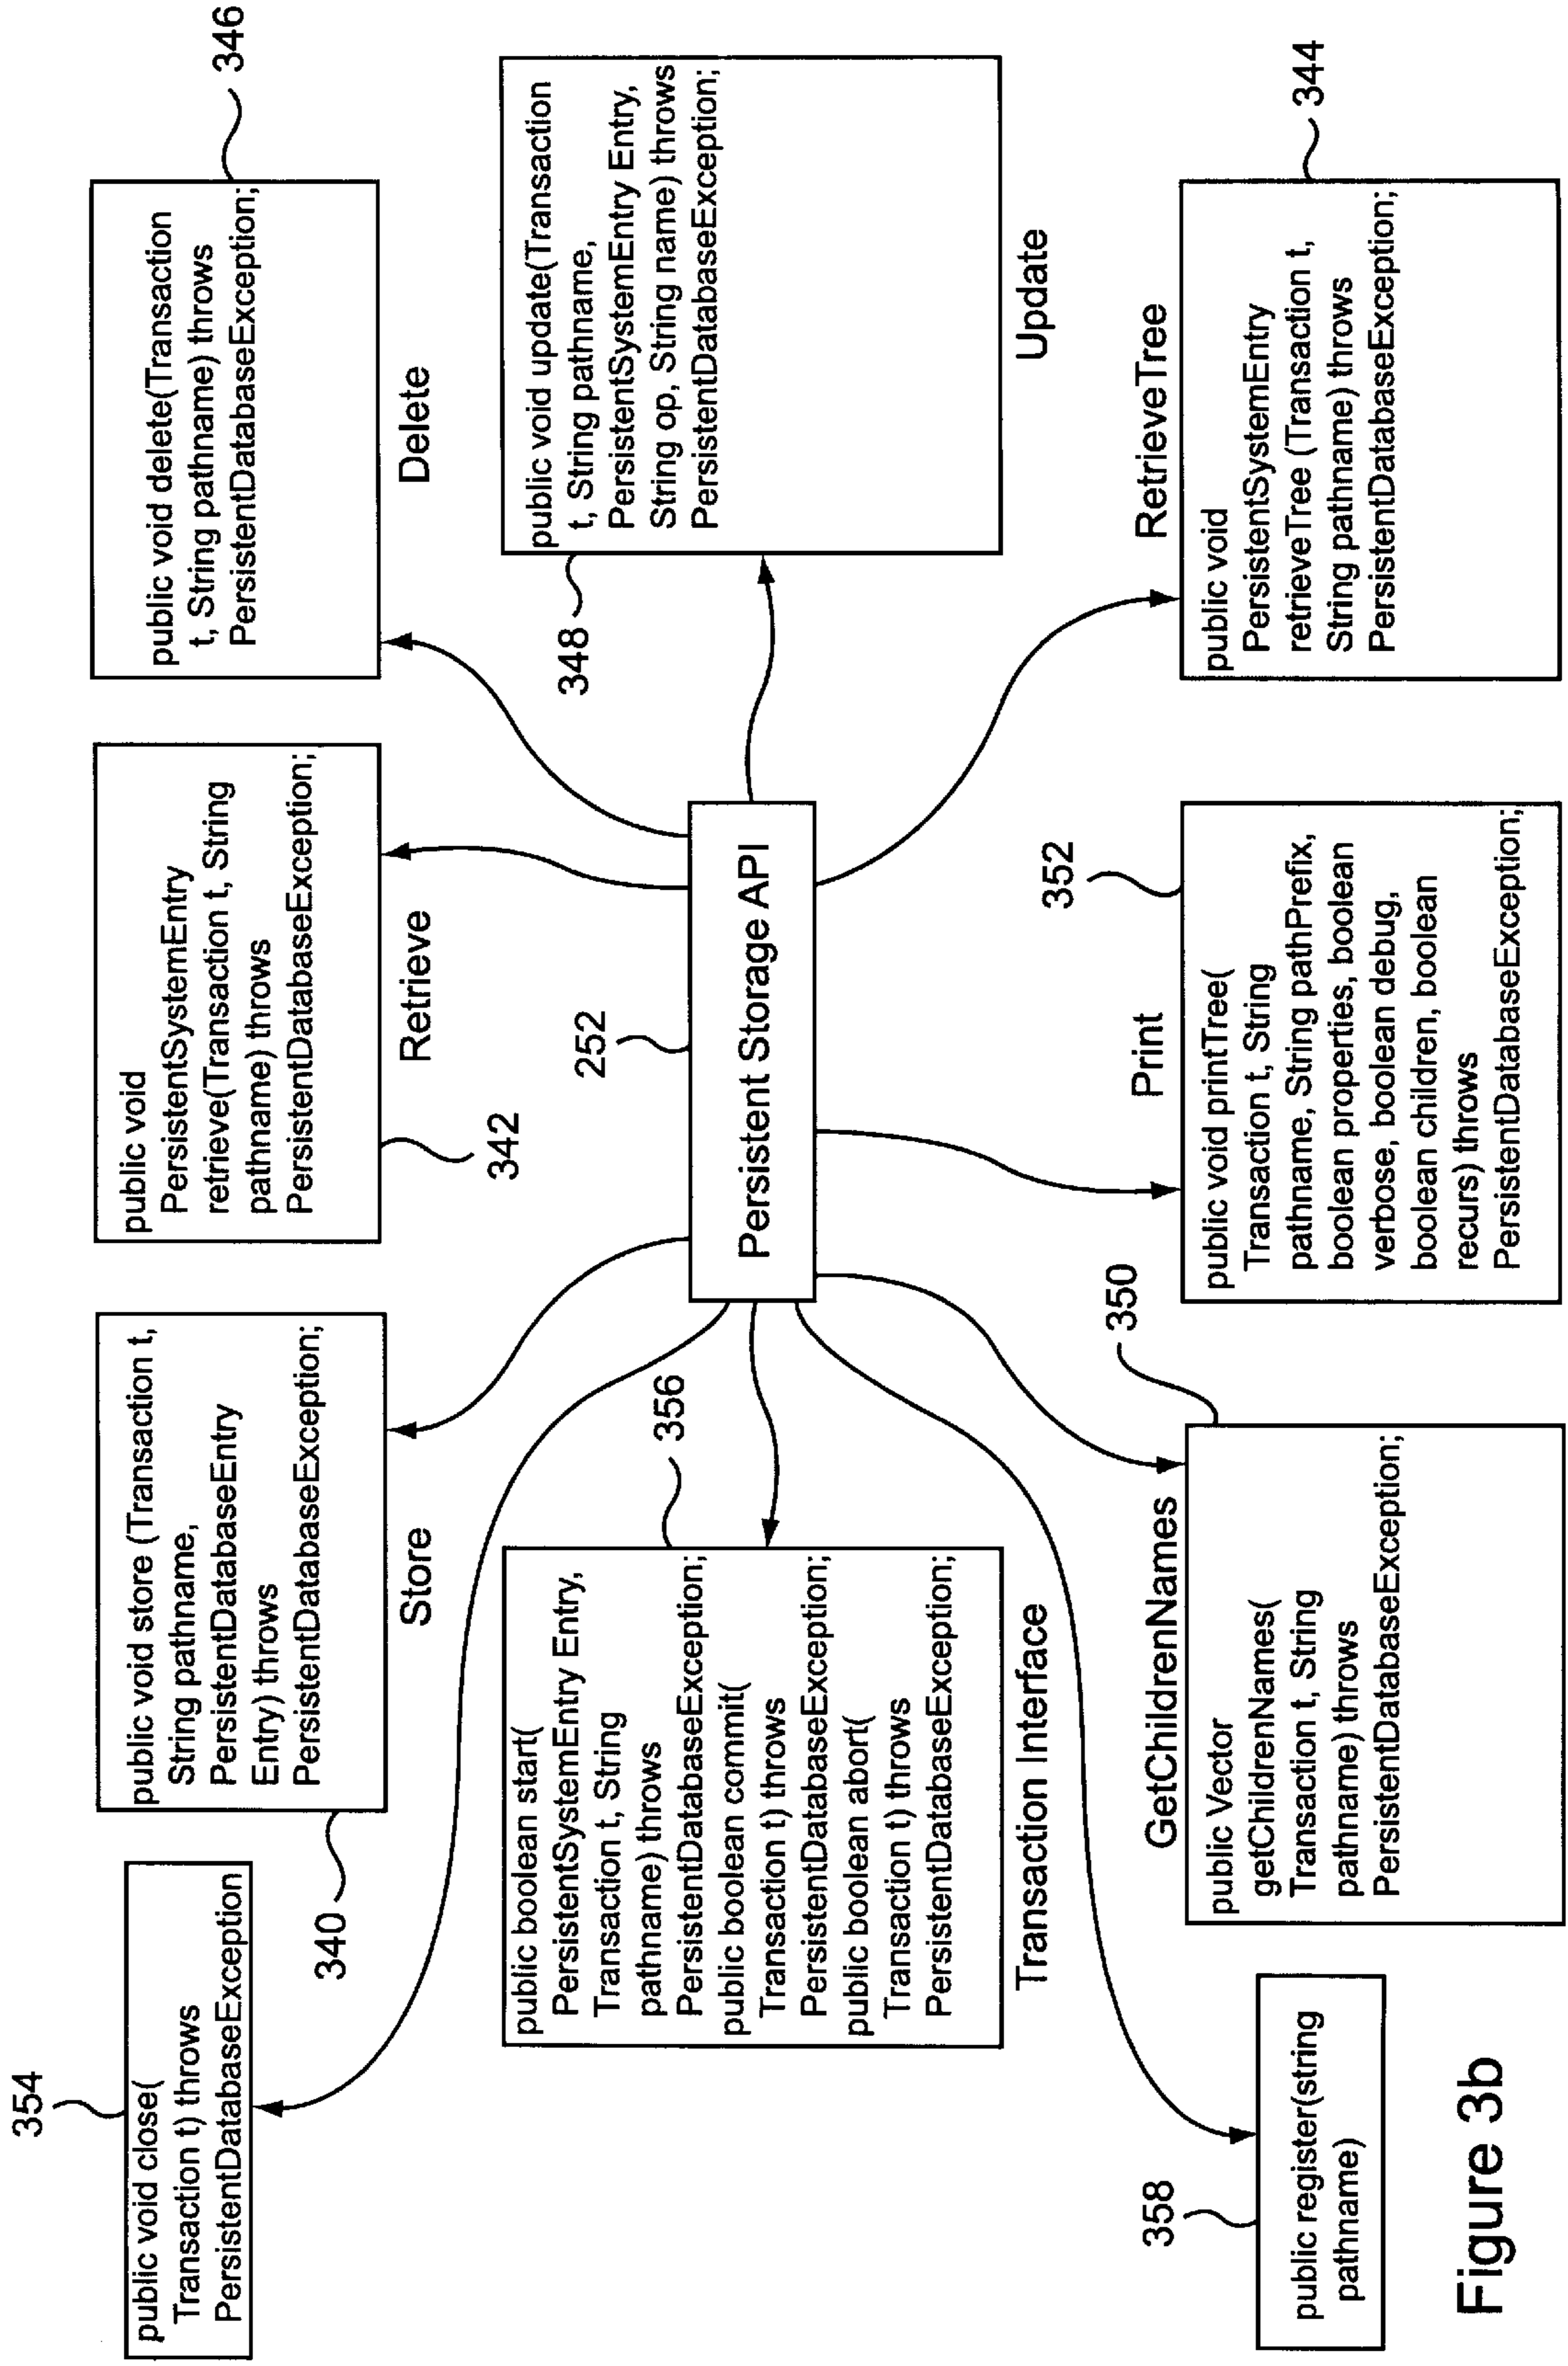 354
public void close(
Transaction t) throws
PersistentDatabaseException
340
public void store (Transaction t,
String pathname,
PersistentDatabaseEntry
Entry) throws
PersistentDatabaseException;
Store
public void
PersistentSystemEntry
retrieve(Transaction t, String
pathname) throws
PersistentDatabaseException;
Retrieve
342
346
public void delete(Transaction
t, String pathname) throws
PersistentDatabaseException;
Delete
356
public boolean start(
PersistentSystemEntry Entry,
Transaction t, String
pathname) throws
PersistentDatabaseException;
public boolean commit(
Transaction t) throws
PersistentDatabaseException;
public boolean abort(
Transaction t) throws
PersistentDatabaseException;
Transaction Interface
252
Persistent Storage API
348
public void update(Transaction
t, String pathname,
PersistentSystemEntry Entry,
String op, String name) throws
PersistentDatabaseException;
Update
358
public register(string
pathname)
350
GetChildrenNames
public Vector
getChildrenNames(
Transaction t, String
pathname) throws
PersistentDatabaseException;
352
Print
public void printTree(
Transaction t, String
pathname, String pathPrefix,
boolean properties, boolean
verbose, boolean debug,
boolean children, boolean
recurs) throws
PersistentDatabaseException;
RetrieveTree
344
public void
PersistentSystemEntry
retrieveTree (Transaction t,
String pathname) throws
PersistentDatabaseException;
Figure 3b